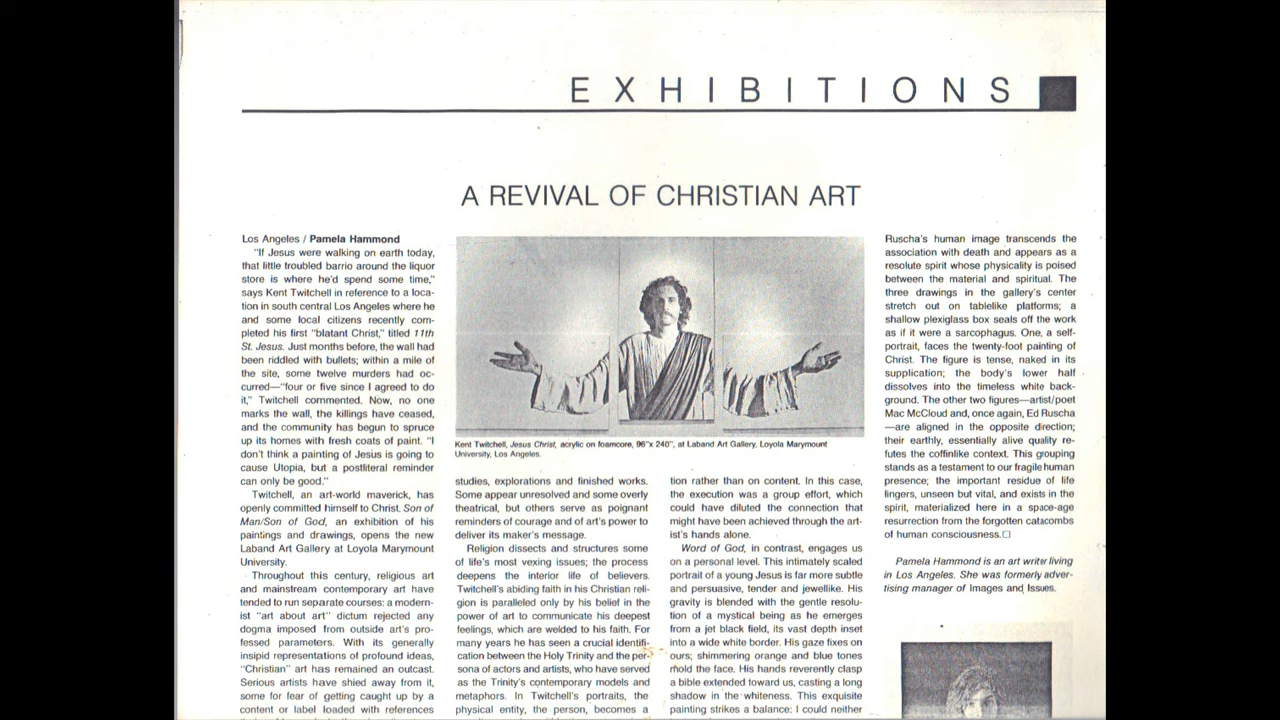 EXHIBITIONS
A REVIVAL OF CHRISTIAN ART
Los Angeles / Pamela Hammond
"If Jesus were walking on earth today,
that little troubled barrio around the liquor
store is where he'd spend some time,"
says Kent Twitchell in reference to a loca-
tion in south central Los Angeles where he
and some local citizens recently com-
pleted his first "blatant Christ," titled 11th
St. Jesus. Just months before, the wall had
been riddled with bullets; within a mile of
the site, some twelve murders had oc-
curred—"four or five since I agreed to do
it," Twitchell commented. Now, no one
marks the wall, the killings have ceased,
and the community has begun to spruce
up its homes with fresh coats of paint. "I
don't think a painting of Jesus is going to
cause Utopia, but a postliteral reminder
can only be good."
Twitchell, an art-world maverick, has
openly committed himself to Christ. Son of
Man/Son of God, an exhibition of his
paintings and drawings, opens the new
Laband Art Gallery at Loyola Marymount
University.
Throughout this century, religious art
and mainstream contemporary art have
tended to run separate courses: a modern-
ist "art about art" dictum rejected any
dogma imposed from outside art's pro-
fessed parameters. With its generally
insipid representations of profound ideas,
"Christian" art has remained an outcast.
Serious artists have shied away from it,
some for fear of getting caught up by a
content or label loaded with references
Kent Twitchell, Jesus Christ, acrylic on foamcore, 96"x 240", at Laband Art Gallery, Loyola Marymount
University, Los Angeles.
studies, explorations and finished works.
Some appear unresolved and some overly
theatrical, but others serve as poignant
reminders of courage and of art's power to
deliver its maker's message.
Religion dissects and structures some
of life's most vexing issues; the process
deepens the interior life of believers.
Twitchell's abiding faith in his Christian reli-
gion is paralleled only by his belief in the
power of art to communicate his deepest
feelings, which are welded to his faith. For
many years he has seen a crucial identifi-
cation between the Holy Trinity and the per-
sona of actors and artists, who have served
as the Trinity's contemporary models and
metaphors. In Twitchell's portraits, the
physical entity, the person, becomes a
tion rather than on content. In this case,
the execution was a group effort, which
could have diluted the connection that
might have been achieved through the art-
ist's hands alone.
Word of God, in contrast, engages us
on a personal level. This intimately scaled
portrait of a young Jesus is far more subtle
and persuasive, tender and jewellike. His
gravity is blended with the gentle resolu-
tion of a mystical being as he emerges
from a jet black field, its vast depth inset
into a wide white border. His gaze fixes on
ours; shimmering orange and blue tones
mold the face. His hands reverently clasp
a bible extended toward us, casting a long
shadow in the whiteness. This exquisite
painting strikes a balance: I could neither
Ruscha's human image transcends the
association with death and appears as a
resolute spirit whose physicality is poised
between the material and spiritual. The
three drawings in the gallery's center
stretch out on tablelike platforms; a
shallow plexiglass box seals off the work
as if it were a sarcophagus. One, a self-
portrait, faces the twenty-foot painting of
Christ. The figure is tense, naked in its
supplication; the body's lower half
dissolves into the timeless white back-
ground. The other two figures—artist/poet
Mac McCloud and, once again, Ed Ruscha
—are aligned in the opposite direction;
their earthly, essentially alive quality re-
futes the coffinlike context. This grouping
stands as a testament to our fragile human
presence; the important residue of life
lingers, unseen but vital, and exists in the
spirit, materialized here in a space-age
resurrection from the forgotten catacombs
of human consciousness.□
Pamela Hammond is an art writer living
in Los Angeles. She was formerly adver-
tising manager of Images and Issues.